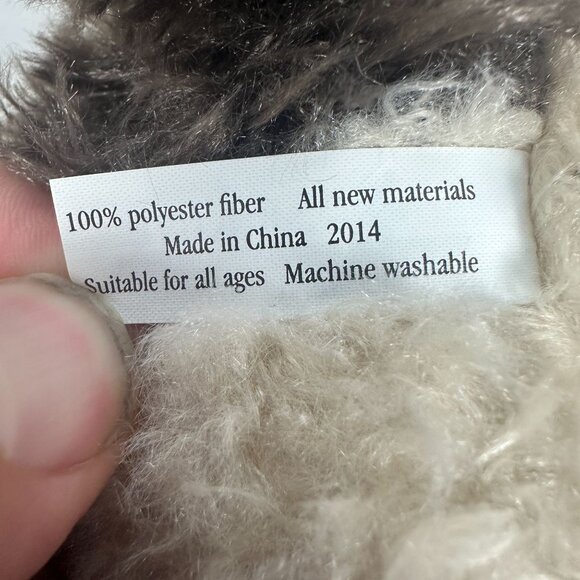 100% polyester fiber All new materials
Made in China 2014
Suitable for all ages Machine washable